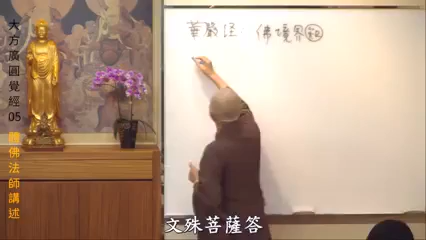 大方廣圓覺經05
體佛法師講述
華嚴經 佛境界
文殊菩薩答